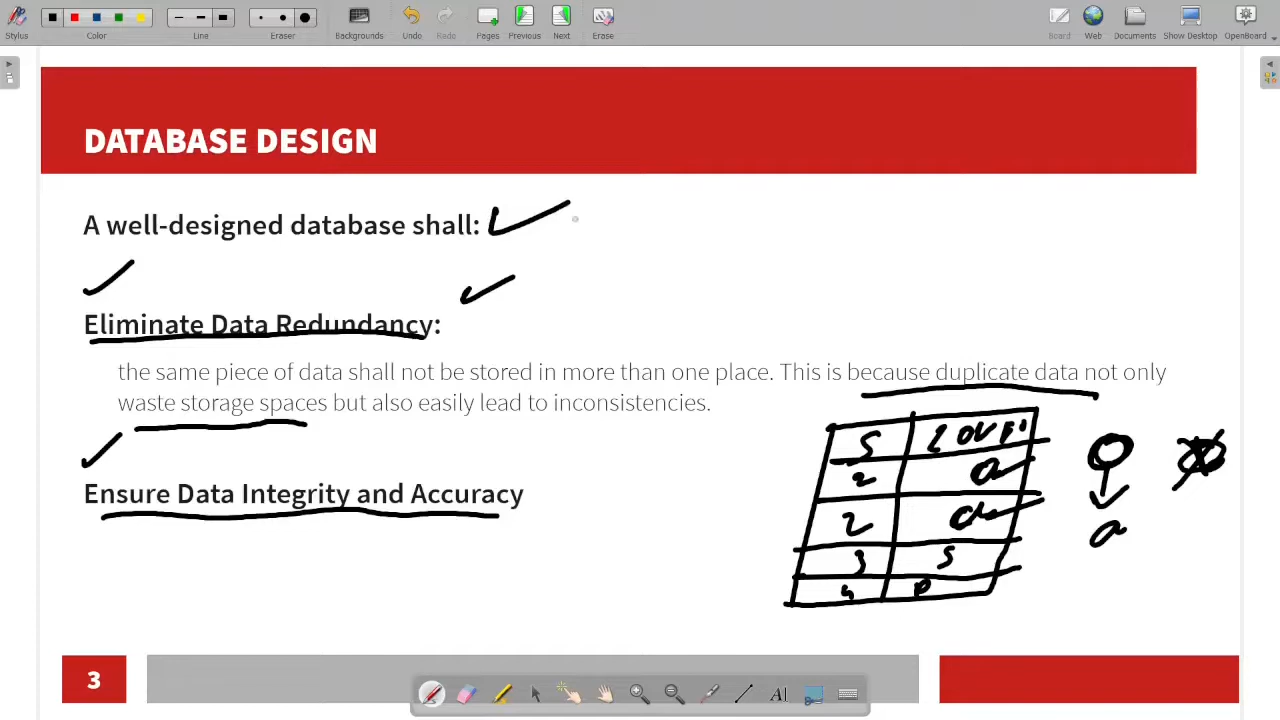 Stylus Color Line Eraser Backgrounds Undo Redo Pages Previous Next Erase Board Web Documents Show Desktop OpenBoard
DATABASE DESIGN
A well-designed database shall:
Eliminate Data Redundancy:
the same piece of data shall not be stored in more than one place. This is because duplicate data not only
waste storage spaces but also easily lead to inconsistencies.
Ensure Data Integrity and Accuracy
S
2 a
2 a
3 S
4 P
a
3
AI